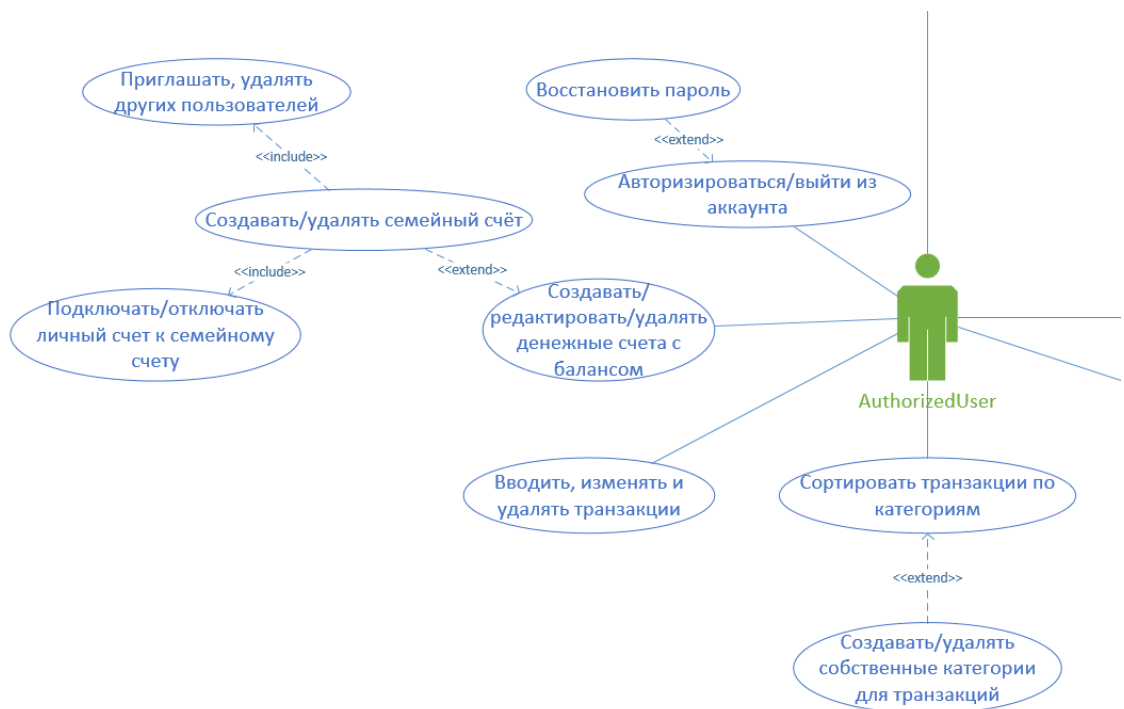 Приглашать, удалять
других пользователей
<<include>>
Создавать/удалять семейный счёт
<<include>>
<<extend>>
Подключать/отключать
личный счет к семейному
счету
Восстановить пароль
<<extend>>
Авторизироваться/выйти из
аккаунта
Создавать/
редактировать/удалять
денежные счета с
балансом
AuthorizedUser
Вводить, изменять и
удалять транзакции
Сортировать транзакции по
категориям
<<extend>>
Создавать/удалять
собственные категории
для транзакций